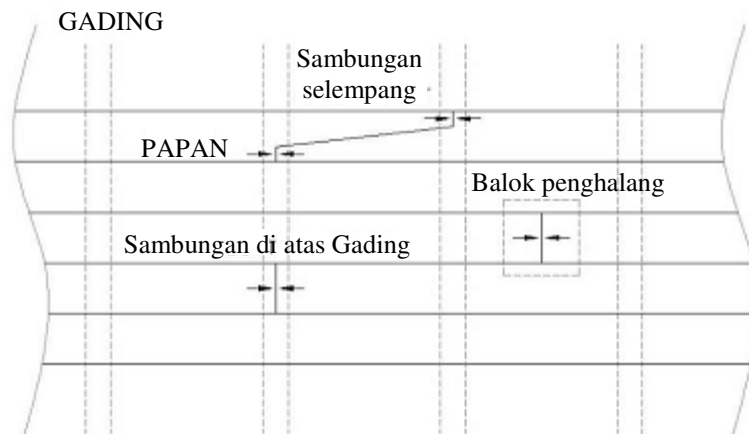 GADING
Sambungan
selempang
PAPAN
Balok penghalang
Sambungan di atas Gading